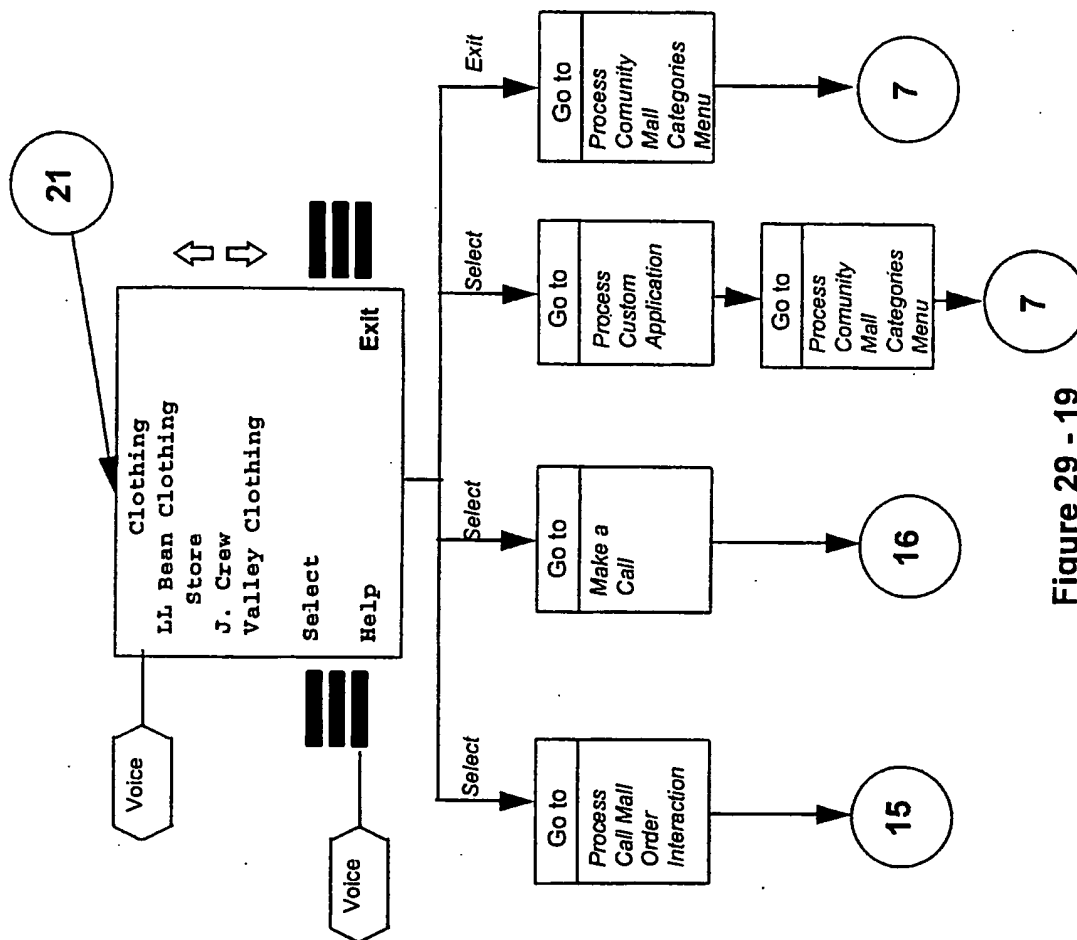 21
Voice
Clothing
LL Bean Clothing
Store
J. Crew
Valley Clothing
Select
Help
Exit
Voice
Select
Select
Select
Exit
Go to
Process
Call Mall
Order
Interaction
15
Go to
Make a
Call
16
Go to
Process
Custom
Application
Go to
Process
Comunity
Mall
Categories
Menu
7
Go to
Process
Comunity
Mall
Categories
Menu
7
Figure 29 - 19